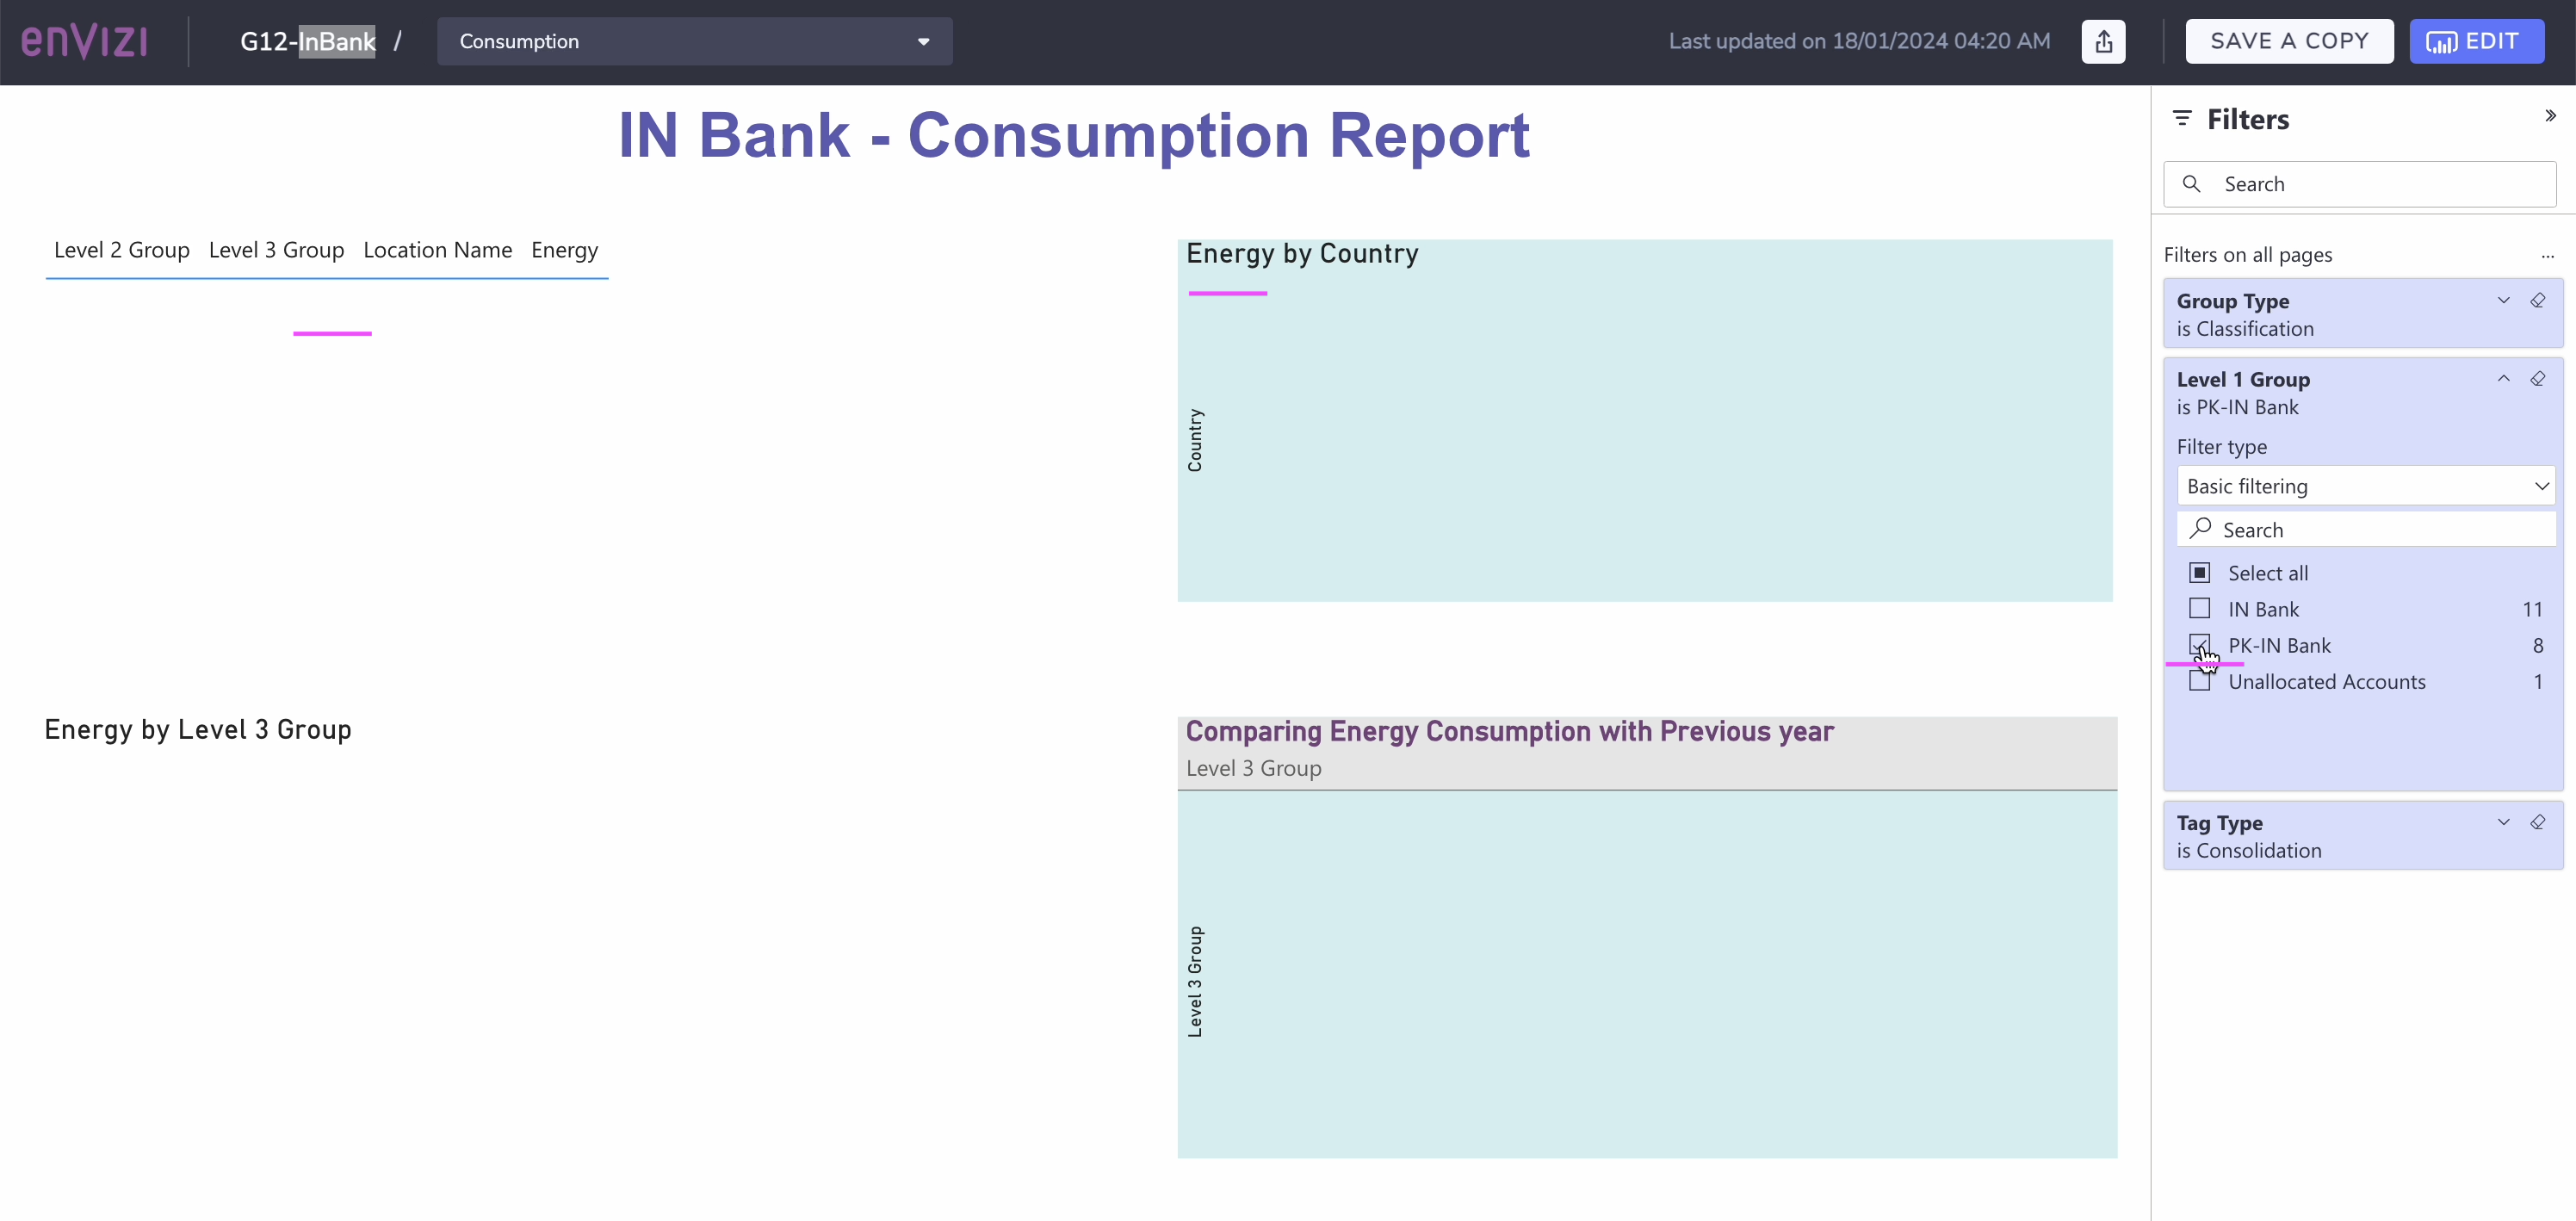 enVIZI
G12-InBank /
Consumption
Last updated on 18/01/2024 04:20 AM
SAVE A COPY
EDIT
IN Bank - Consumption Report
Level 2 Group Level 3 Group Location Name Energy
Energy by Country
Country
Energy by Level 3 Group
Comparing Energy Consumption with Previous year
Level 3 Group
Level 3 Group
Filters
Search
Filters on all pages ...
Group Type
is Classification
Level 1 Group
is PK-IN Bank
Filter type
Basic filtering
Search
Select all
IN Bank 11
PK-IN Bank 8
Unallocated Accounts 1
Tag Type
is Consolidation